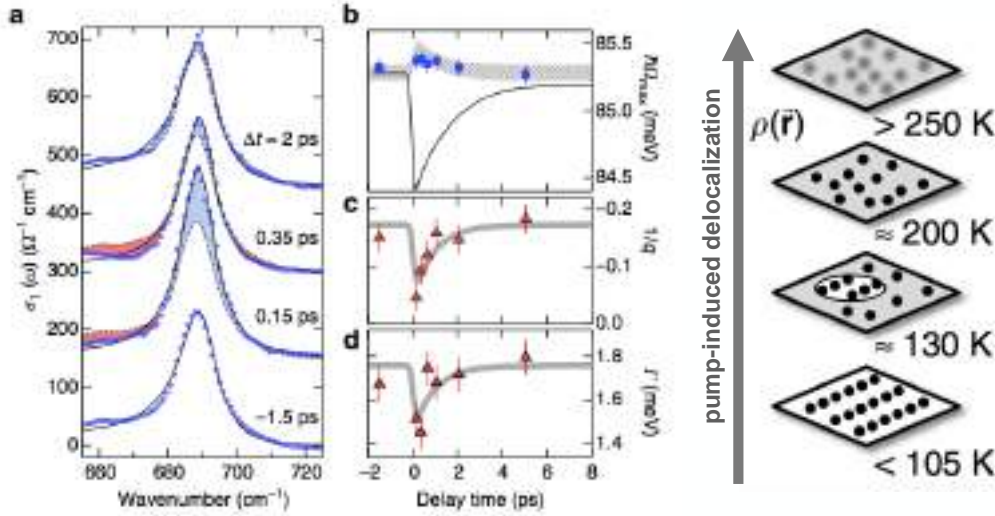 a
700
600
500
400
300
200
100
0
σ₁ (ω) (Ω⁻¹ cm⁻¹)
Δt = 2 ps
0.35 ps
0.15 ps
−1.5 ps
660
680
700
720
Wavenumber (cm⁻¹)
b
85.6
85.2
84.4
ℏΩmax (meV)
c
-0.2
-0.1
0.0
1/q
d
1.8
1.6
1.4
Γ (meV)
−2
0
2
4
6
8
Delay time (ps)
pump-induced delocalization
ρ(r⃗)
> 250 K
≈ 200 K
≈ 130 K
< 105 K